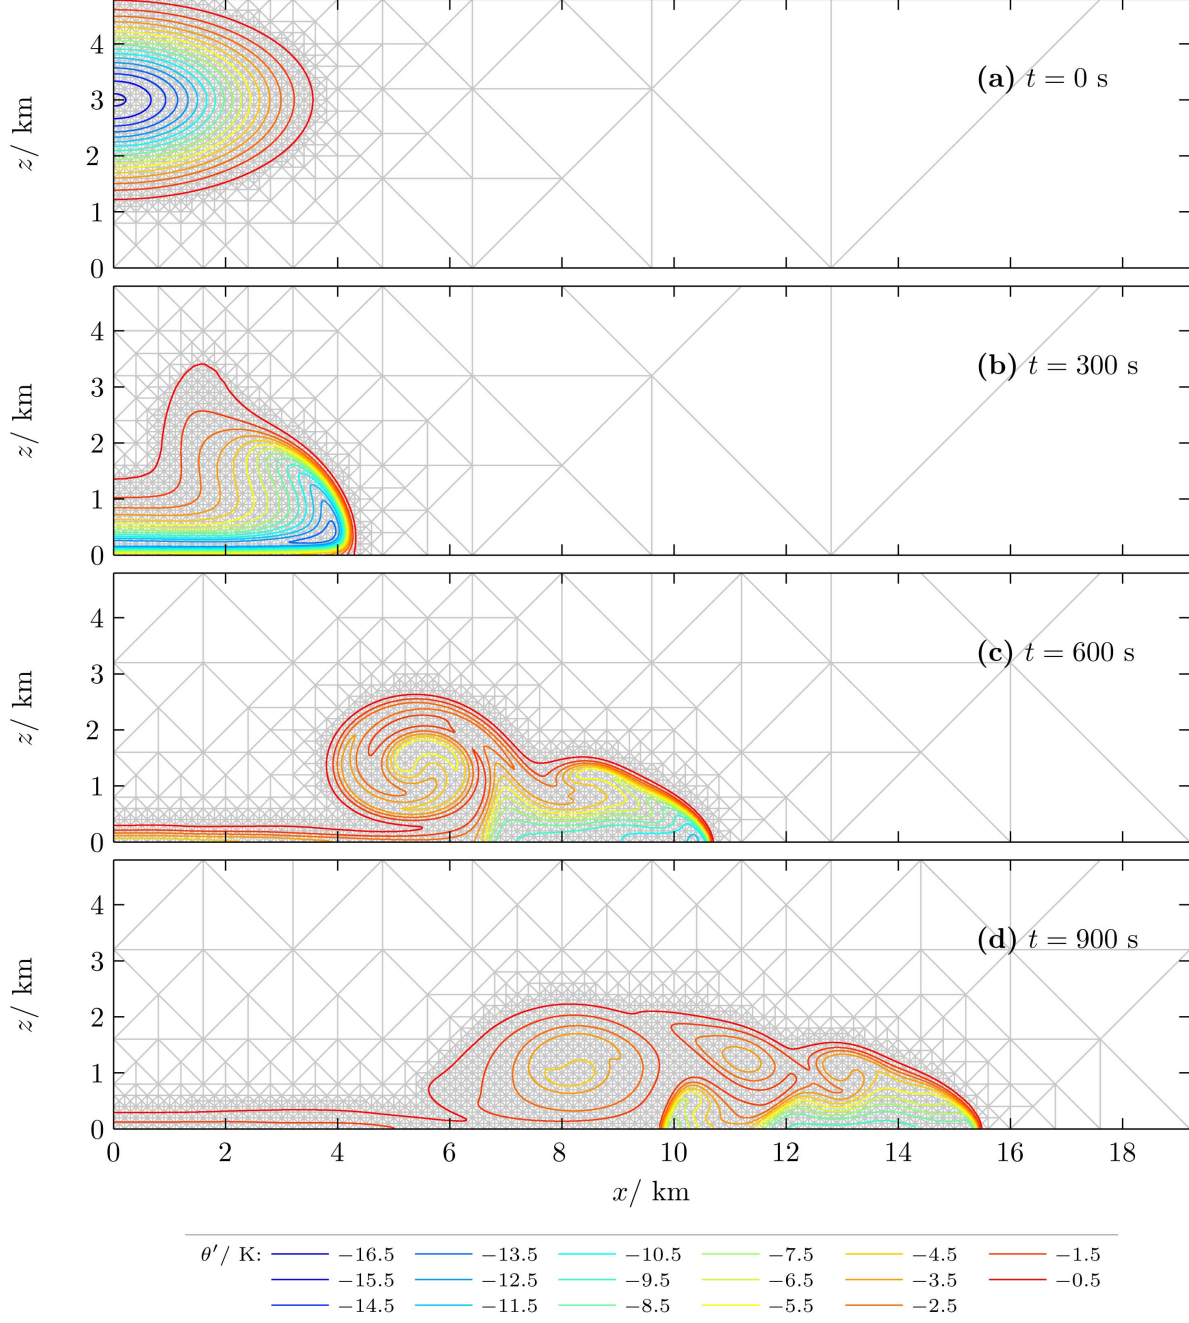 4
3
2
1
0
z/ km
(a) t = 0 s
4
3
2
1
0
z/ km
(b) t = 300 s
4
3
2
1
0
z/ km
(c) t = 600 s
4
3
2
1
0
z/ km
(d) t = 900 s
0 2 4 6 8 10 12 14 16 18
x/ km
θ′/ K: −16.5 −13.5 −10.5 −7.5 −4.5 −1.5
−15.5 −12.5 −9.5 −6.5 −3.5 −0.5
−14.5 −11.5 −8.5 −5.5 −2.5